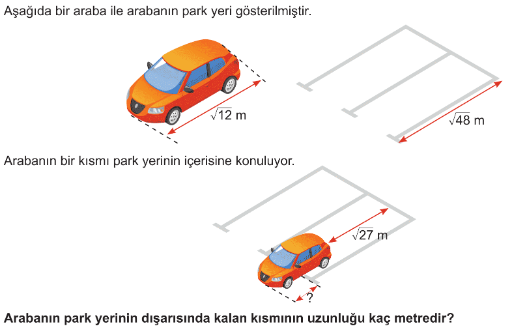 Aşağıda bir araba ile arabanın park yeri gösterilmiştir.
√12 m
√48 m
Arabanın bir kısmı park yerinin içerisine konuluyor.
√27 m
?
Arabanın park yerinin dışarısında kalan kısmının uzunluğu kaç metredir?